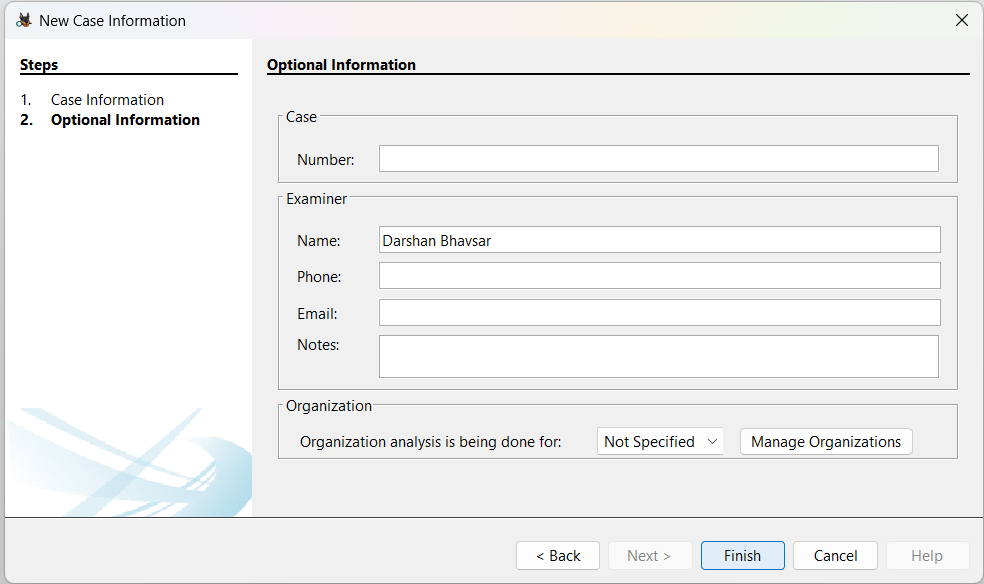 New Case Information
Steps
1. Case Information
2. Optional Information
Optional Information
Case
Number:
Examiner
Name: Darshan Bhavsar
Phone:
Email:
Notes:
Organization
Organization analysis is being done for: Not Specified Manage Organizations
< Back Next > Finish Cancel Help